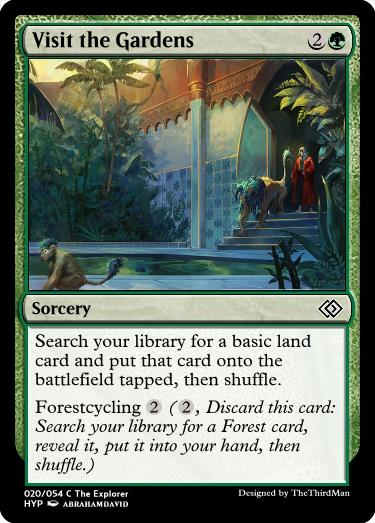 Visit the Gardens 2
Sorcery
Search your library for a basic land
card and put that card onto the
battlefield tapped, then shuffle.
Forestcycling 2 (2, Discard this card:
Search your library for a Forest card,
reveal it, put it into your hand, then
shuffle.)
020/054 C The Explorer
Designed by TheThirdMan
HYP ABRAHAMDAVID